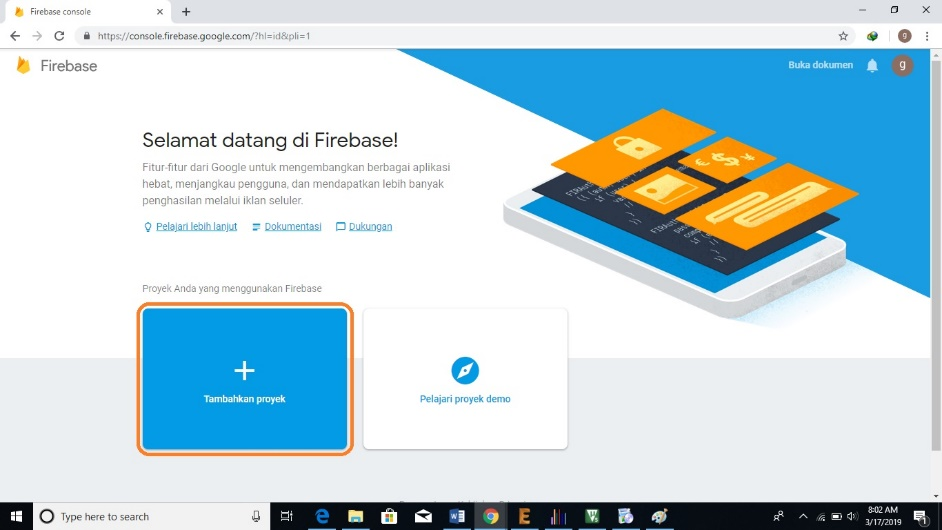 Firebase console
https://console.firebase.google.com/?hl=id&pli=1
g
Firebase
Buka dokumen
g
Selamat datang di Firebase!
Fitur-fitur dari Google untuk mengembangkan berbagai aplikasi
hebat, menjangkau pengguna, dan mendapatkan lebih banyak
penghasilan melalui iklan seluler.
Pelajari lebih lanjut
Dokumentasi
Dukungan
Proyek Anda yang menggunakan Firebase
Tambahkan proyek
Pelajari proyek demo
Type here to search
8:02 AM
3/17/2019